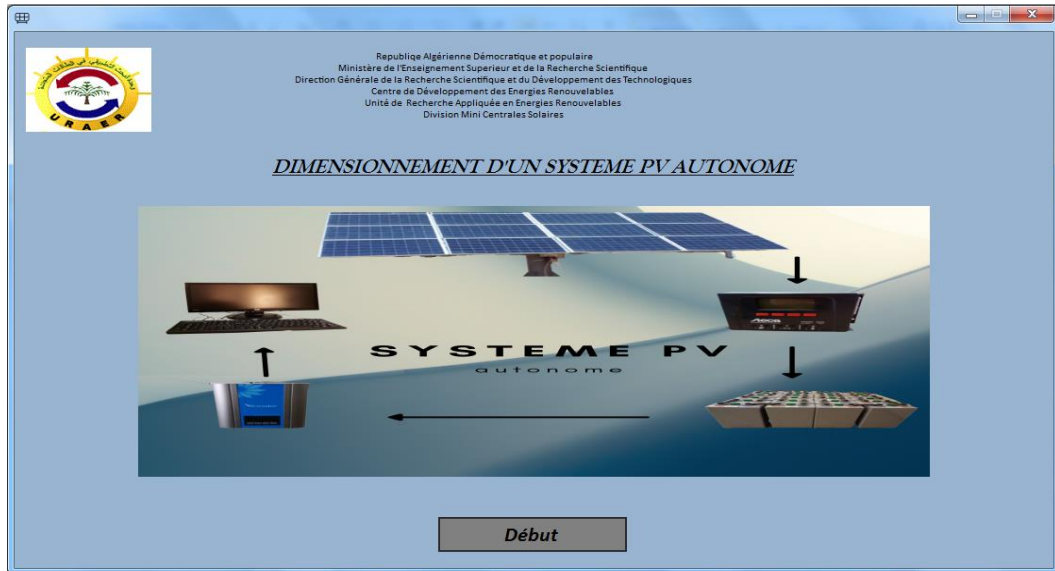 Republiqe Algérienne Démocratique et populaire
Ministère de l'Enseignement Superieur et de la Recherche Scientifique
Direction Générale de la Recherche Scientifique et du Développement des Technologiques
Centre de Développement des Energies Renouvelables
Unité de Recherche Appliquée en Energies Renouvelables
Division Mini Centrales Solaires
URAER
DIMENSIONNEMENT D'UN SYSTEME PV AUTONOME
SYSTEME PV
autonome
Début